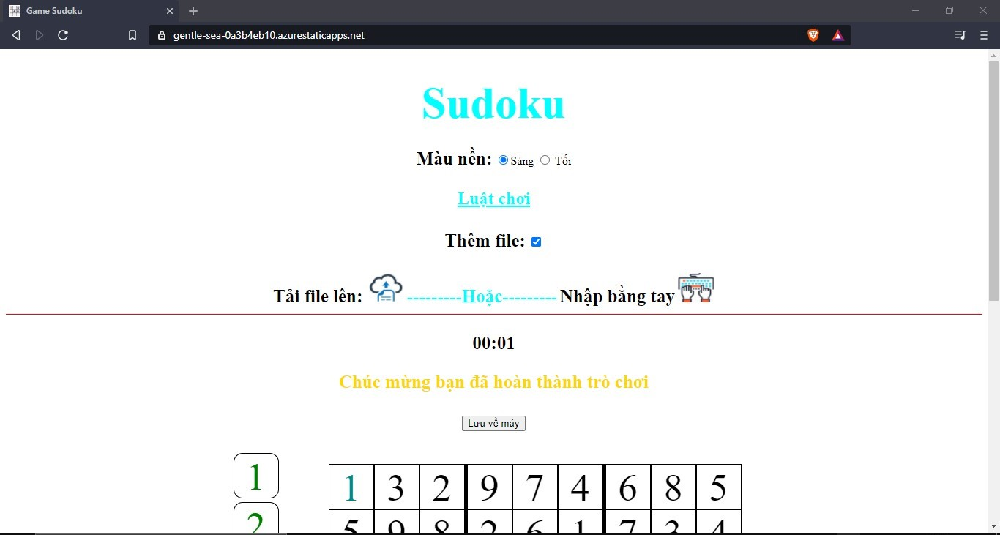 Game Sudoku
gentle-sea-0a3b4eb10.azurestaticapps.net
Sudoku
Màu nền: Sáng Tối
Luật chơi
Thêm file:
Tải file lên: ---------Hoặc--------- Nhập bằng tay
00:01
Chúc mừng bạn đã hoàn thành trò chơi
Lưu về máy
1 1 3 2 9 7 4 6 8 5
2 5 9 8 2 6 1 7 3 4